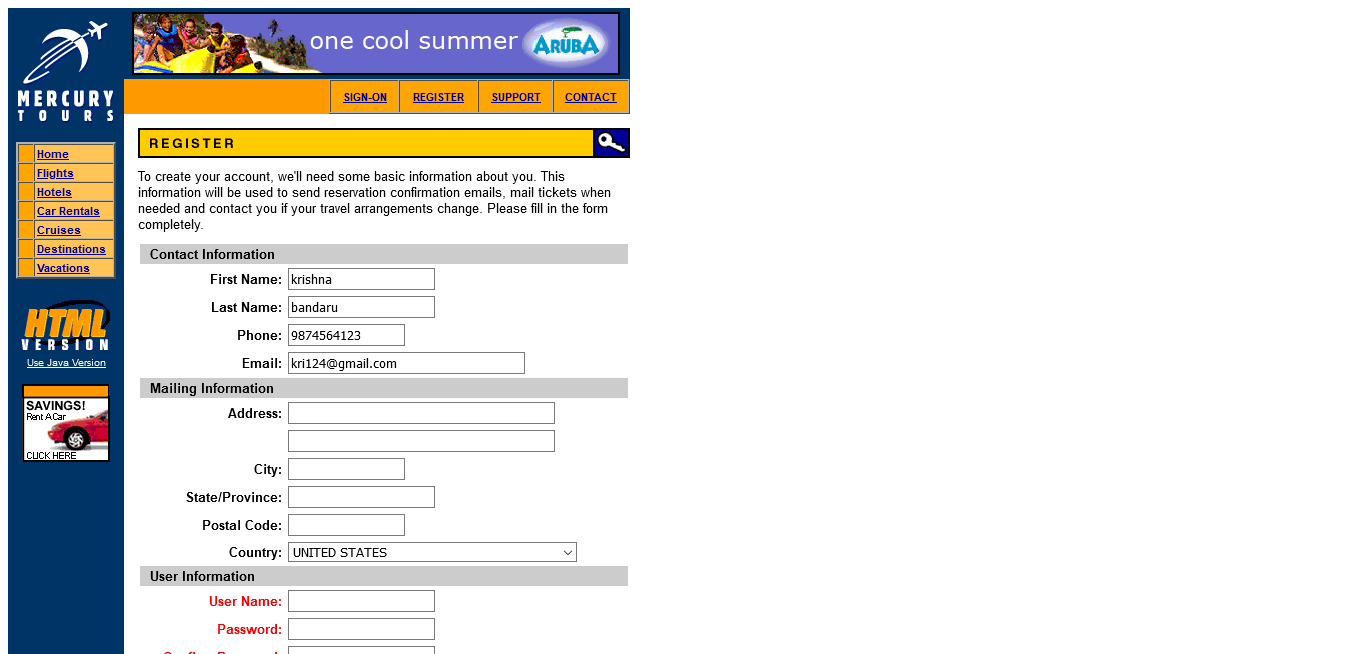 MERCURY
TOURS
one cool summer
ARUBA
SIGN-ON
REGISTER
SUPPORT
CONTACT
Home
Flights
Hotels
Car Rentals
Cruises
Destinations
Vacations
HTML
VERSION
Use Java Version
SAVINGS!
Rent A Car
CLICK HERE
REGISTER
To create your account, we'll need some basic information about you. This
information will be used to send reservation confirmation emails, mail tickets when
needed and contact you if your travel arrangements change. Please fill in the form
completely.
Contact Information
First Name: krishna
Last Name: bandaru
Phone: 9874564123
Email: kri124@gmail.com
Mailing Information
Address:
City:
State/Province:
Postal Code:
Country: UNITED STATES
User Information
User Name:
Password: